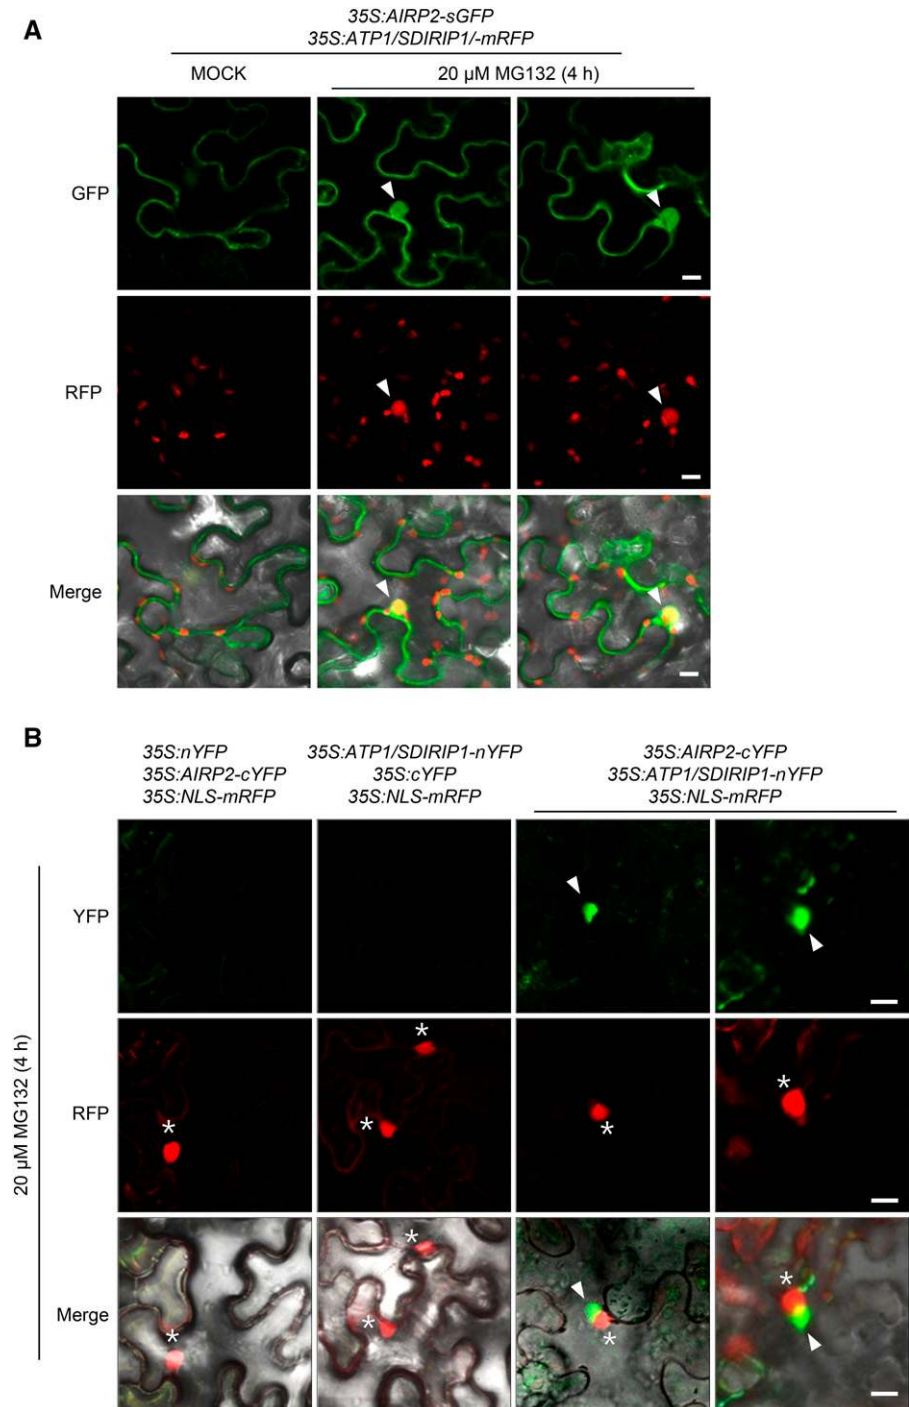 A
35S:AIRP2-sGFP
35S:ATP1/SDIRIP1/-mRFP
MOCK
20 µM MG132 (4 h)
GFP
RFP
Merge
B
35S:nYFP
35S:AIRP2-cYFP
35S:NLS-mRFP
35S:ATP1/SDIRIP1-nYFP
35S:cYFP
35S:NLS-mRFP
35S:AIRP2-cYFP
35S:ATP1/SDIRIP1-nYFP
35S:NLS-mRFP
20 µM MG132 (4 h)
YFP
RFP
* * * * *
Merge
* * * * *